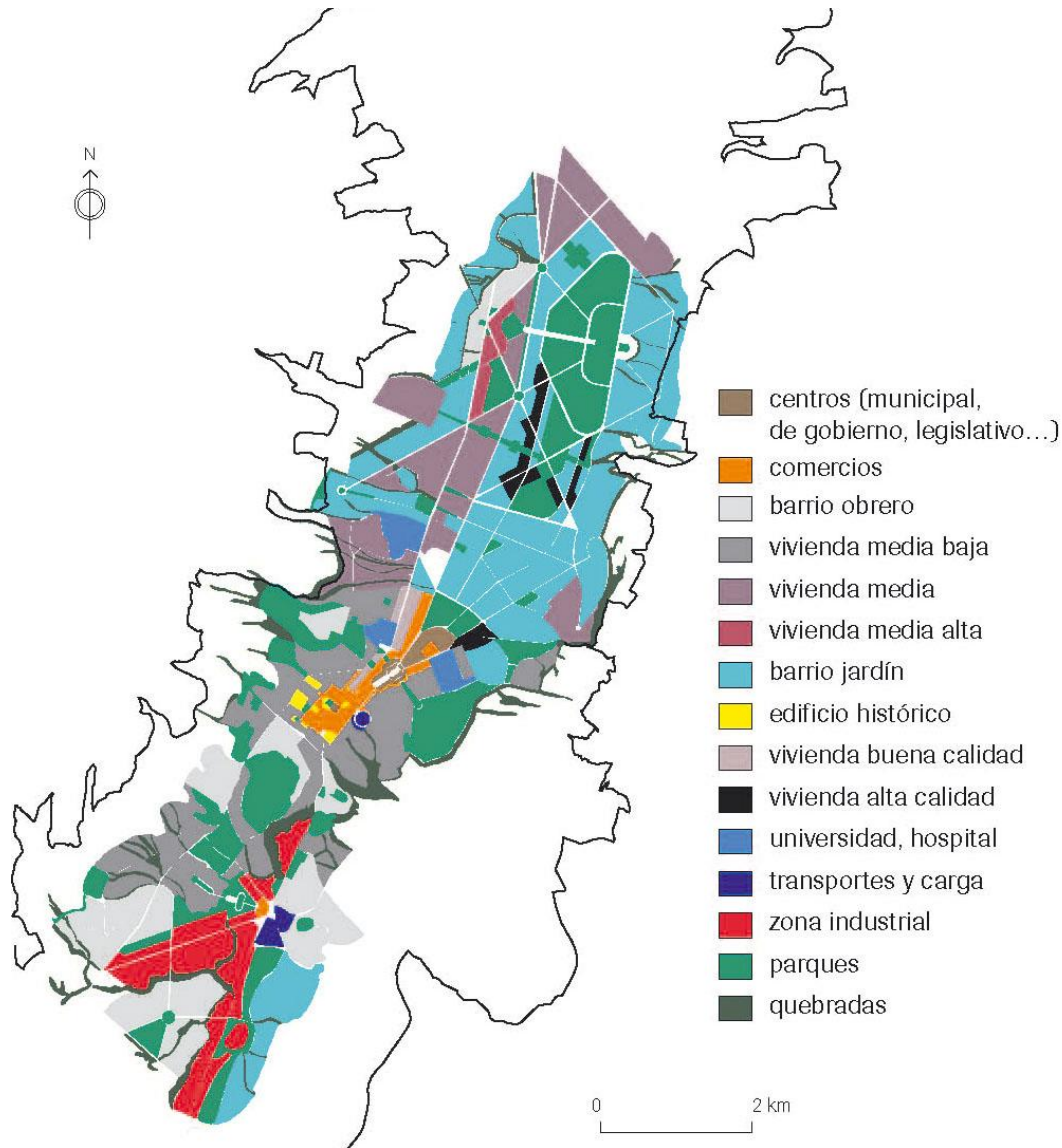 N
centros (municipal,
de gobierno, legislativo...)
comercios
barrio obrero
vivienda media baja
vivienda media
vivienda media alta
barrio jardín
edificio histórico
vivienda buena calidad
vivienda alta calidad
universidad, hospital
transportes y carga
zona industrial
parques
quebradas
0 2 km